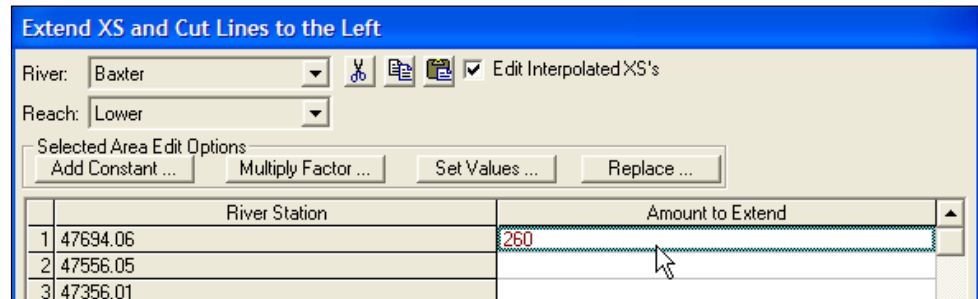 Extend XS and Cut Lines to the Left
River: Baxter Edit Interpolated XS's
Reach: Lower
Selected Area Edit Options
Add Constant ... Multiply Factor ... Set Values ... Replace ...
River Station Amount to Extend
1 47694.06 260
2 47556.05
3 47356.01